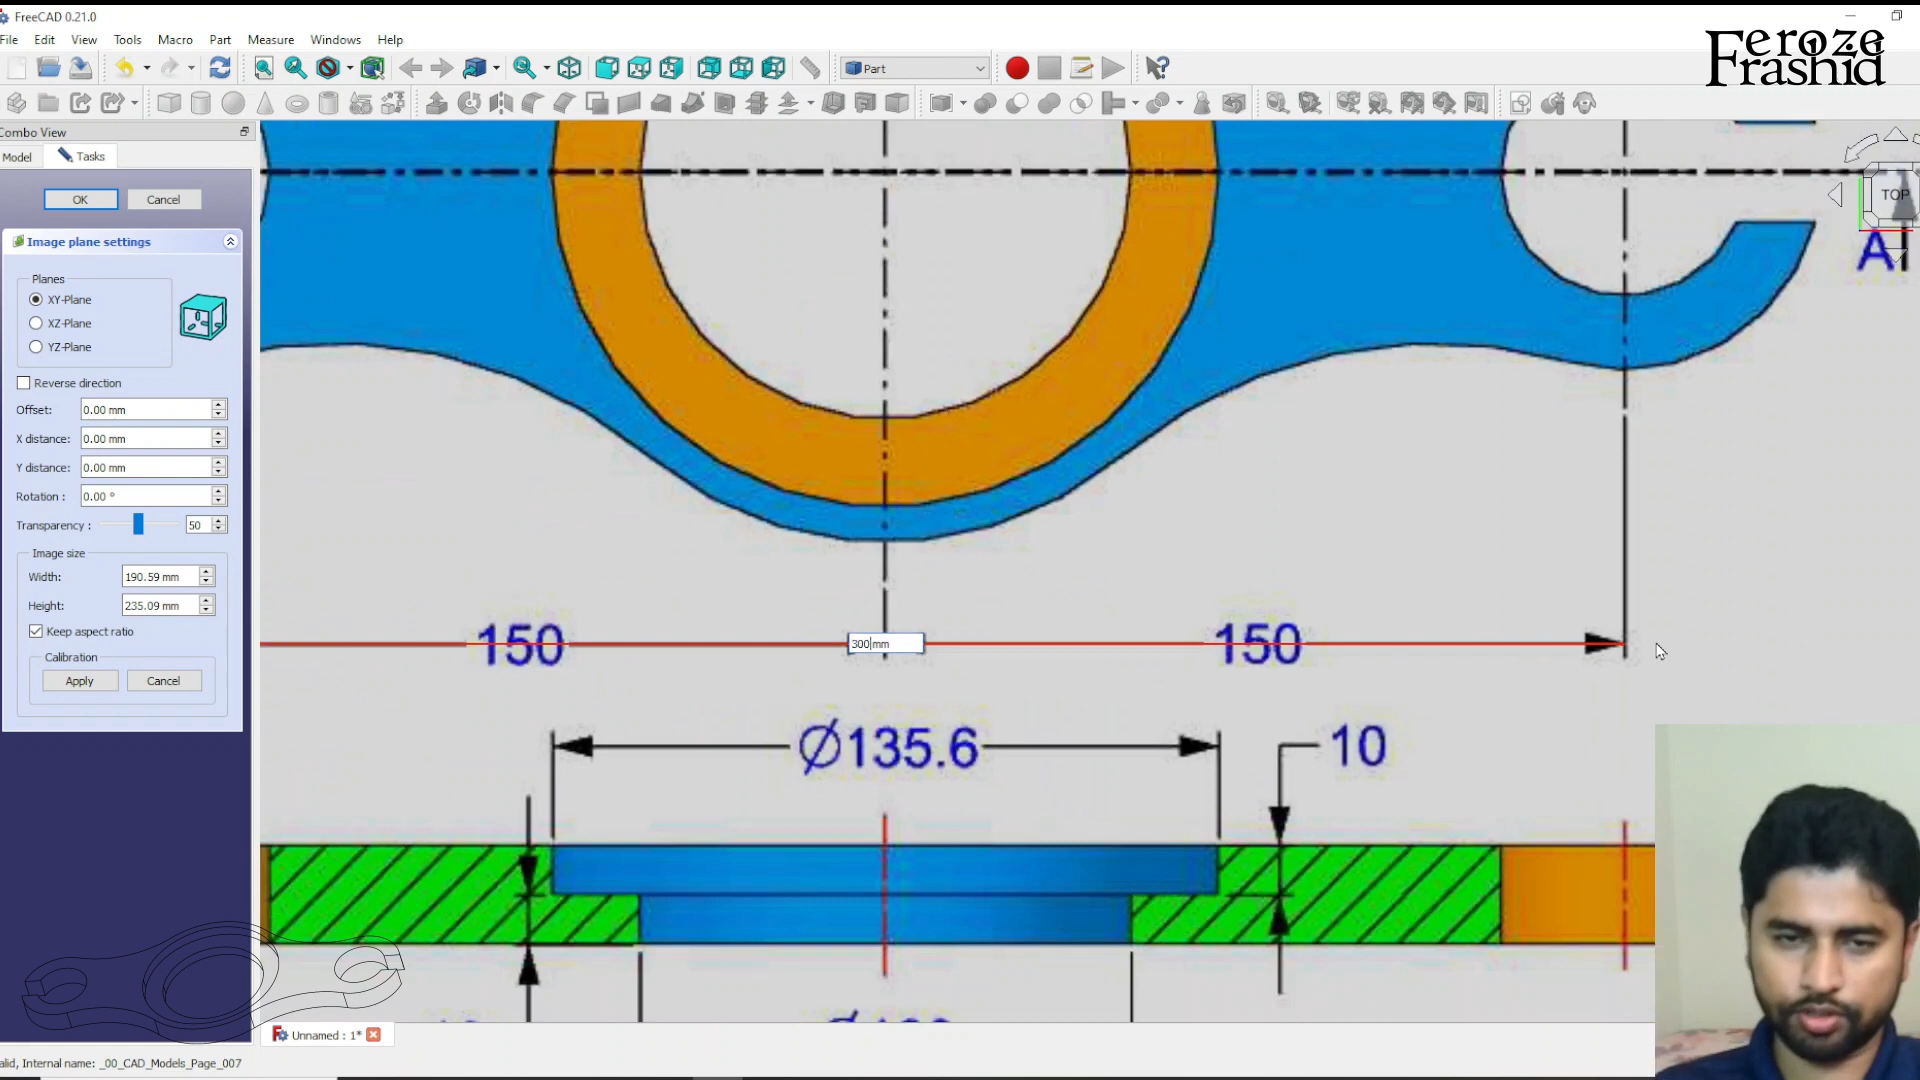 FreeCAD 0.21.0
File Edit View Tools Macro Part Measure Windows Help
Feroze
Frashid
Part
Combo View
Model Tasks
OK Cancel
Image plane settings
Planes
XY-Plane
XZ-Plane
YZ-Plane
Reverse direction
Offset: 0.00 mm
X distance: 0.00 mm
Y distance: 0.00 mm
Rotation : 0.00 °
Transparency : 50
Image size
Width: 190.59 mm
Height: 235.09 mm
Keep aspect ratio
Calibration
Apply Cancel
TOP
A
150 300 mm 150
Ø135.6 10
Unnamed : 1*
alid, Internal name: _00_CAD_Models_Page_007